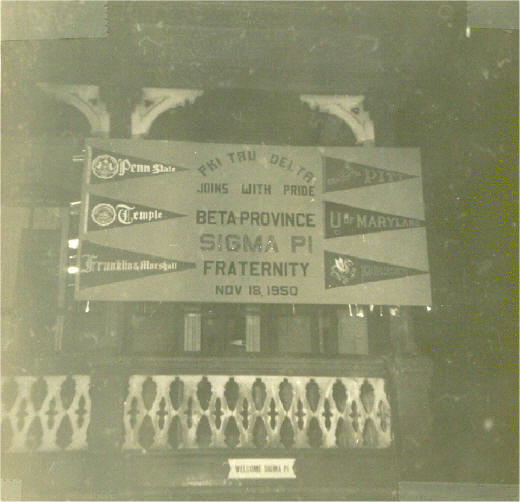 Penn State
Temple
Franklin & Marshall
PHI TAU DELTA
JOINS WITH PRIDE
BETA-PROVINCE
SIGMA PI
FRATERNITY
NOV 18, 1950
PITT
U OF MARYLAND
DREXEL
WELCOME SIGMA PI